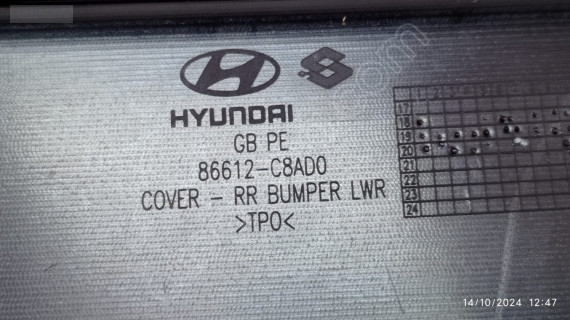 HYUNDAI
GB PE
86612-C8AD0
COVER - RR BUMPER LWR
>TPO<
17
18
19
20
21
22
23
24
14/10/2024 12:47